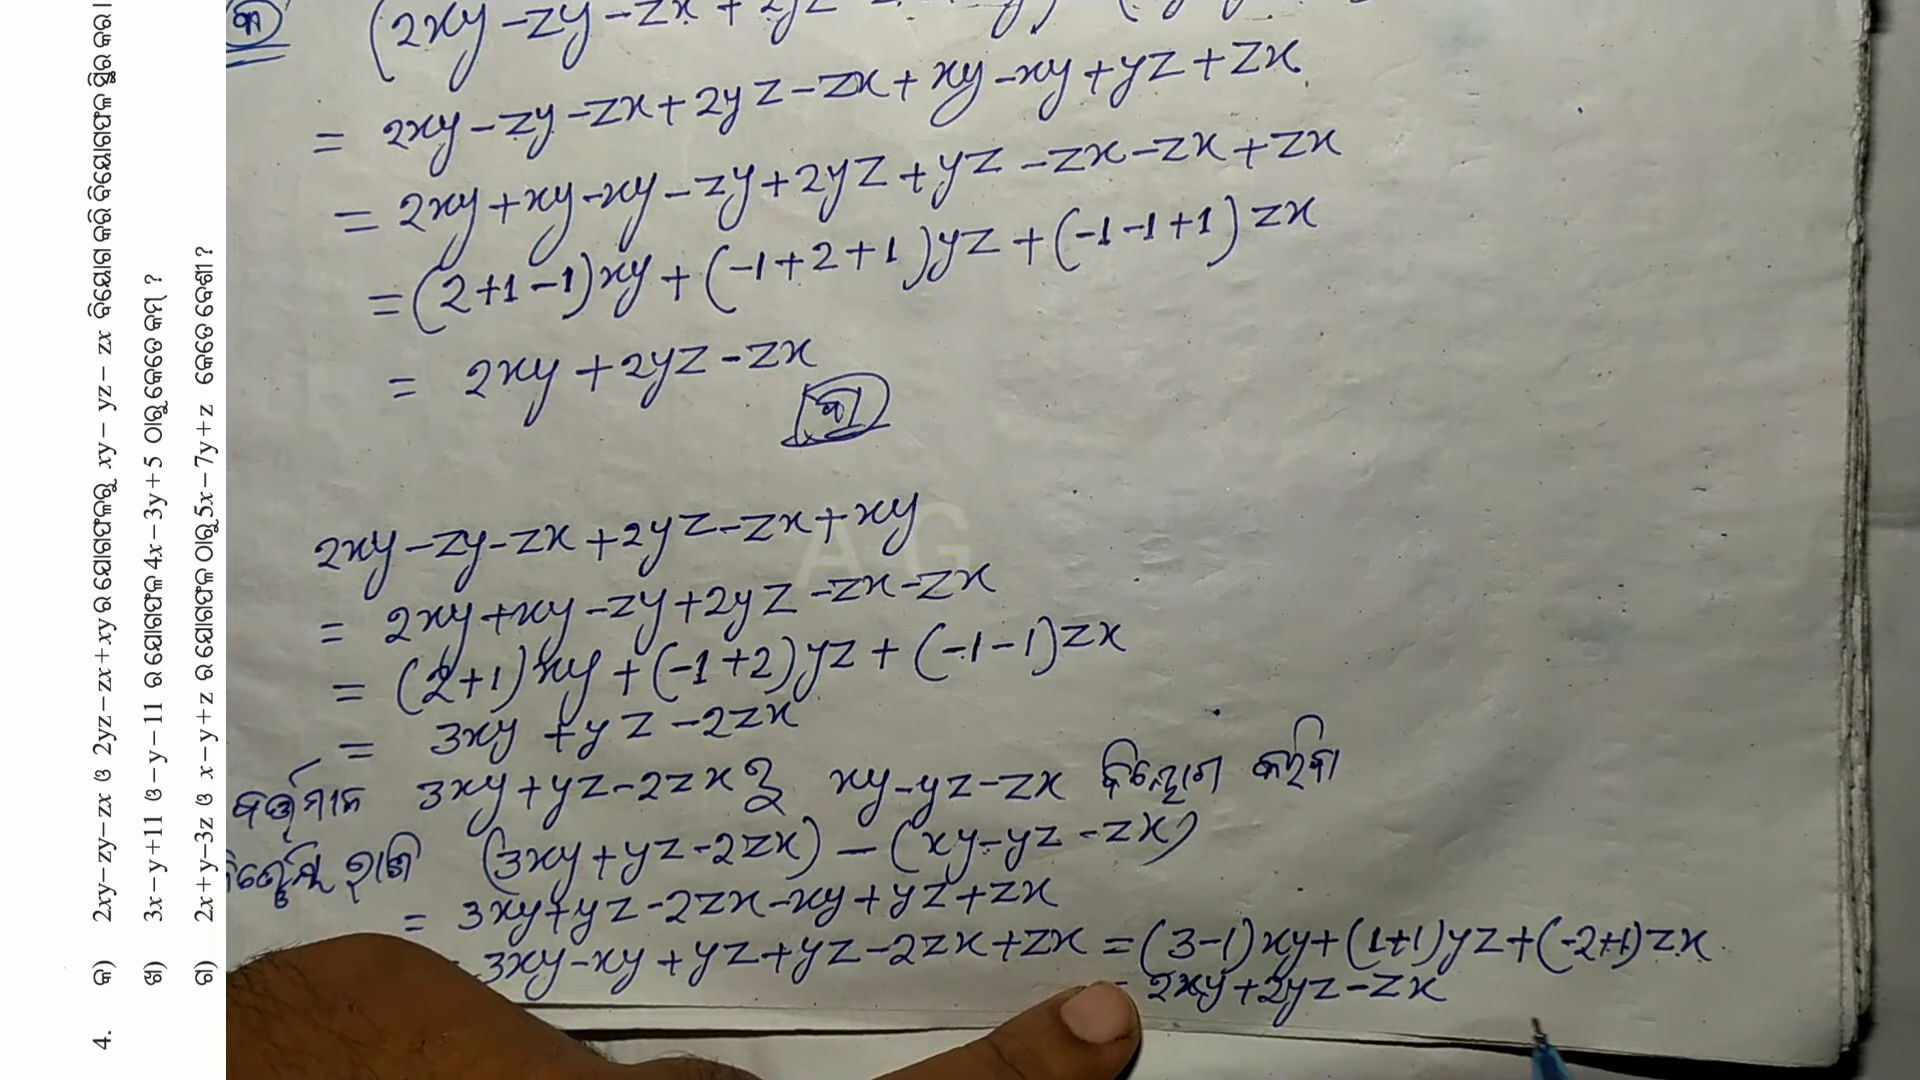 4. କ) 2xy−zy−zx ଓ 2yz−zx+xy ର ଯୋଗଫଳରୁ xy − yz − zx ବିୟୋଗ କରି ବିୟୋଗଫଳ ସ୍ଥିର କର।
ଖ) 3x−y+11 ଓ −y−11 ର ଯୋଗଫଳ 4x−3y+5 ଠାରୁ କେତେ କମ୍ ?
ଗ) 2x+y−3z ଓ x−y+z ର ଯୋଗଫଳ ଠାରୁ 5x−7y+z କେତେ ବେଶୀ ?
(2xy-zy-zx+2yz
= 2xy-zy-zx+2yz-zx+xy-xy+yz+zx
= 2xy+xy-xy-zy+2yz+yz-zx-zx+zx
=(2+1-1)xy+(-1+2+1)yz+(-1-1+1)zx
= 2xy+2yz-zx
2xy-zy-zx+2yz-zx+xy
= 2xy+xy-zy+2yz-zx-zx
= (2+1)xy+(-1+2)yz+(-1-1)zx
= 3xy+yz-2zx
ବର୍ତ୍ତମାନ 3xy+yz-2zx ରୁ xy-yz-zx ବିୟୋଗ କରିବା
ରାଶି (3xy+yz-2zx)-(xy-yz-zx)
= 3xy+yz-2zx-xy+yz+zx
3xy-xy+yz+yz-2zx+zx =(3-1)xy+(1+1)yz+(-2+1)zx
= 2xy+2yz-zx
A G